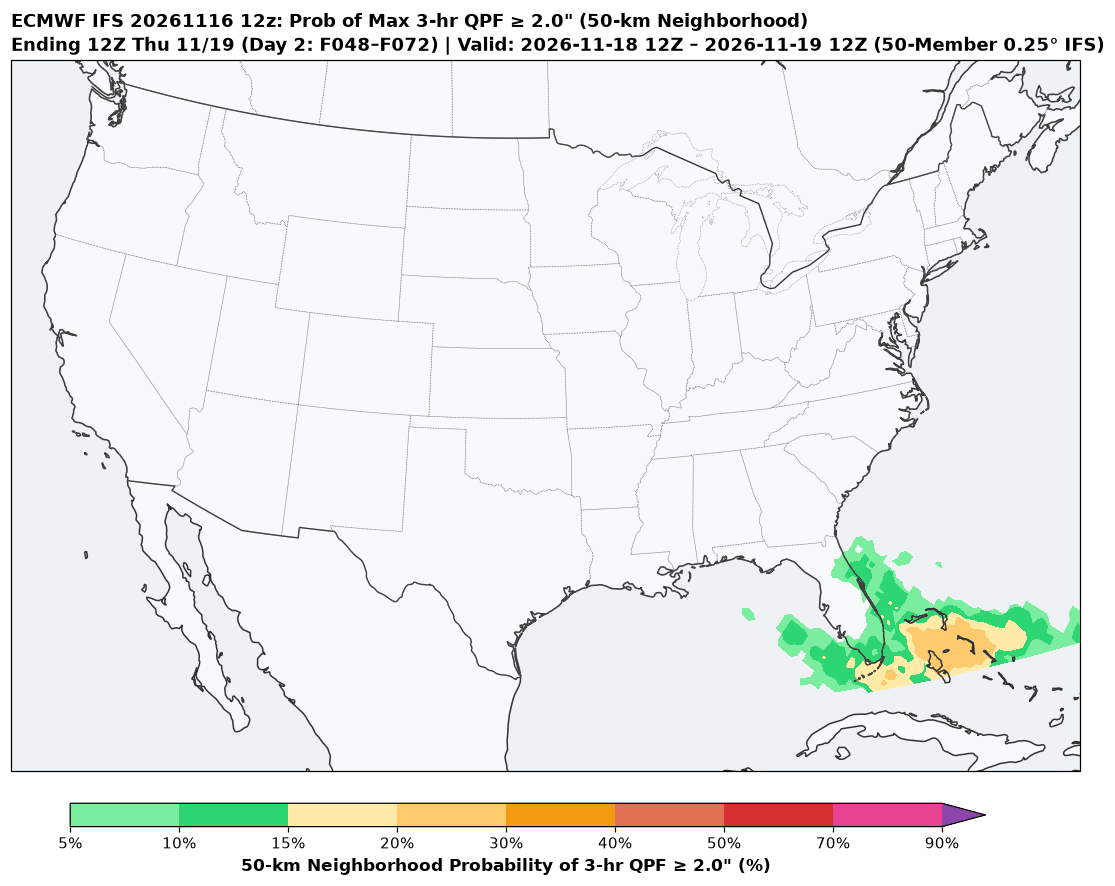 ECMWF IFS 20261116 12z: Prob of Max 3-hr QPF ≥ 2.0" (50-km Neighborhood)
Ending 12Z Thu 11/19 (Day 2: F048–F072) | Valid: 2026-11-18 12Z – 2026-11-19 12Z (50-Member 0.25° IFS)
5% 10% 15% 20% 30% 40% 50% 70% 90%
50-km Neighborhood Probability of 3-hr QPF ≥ 2.0" (%)